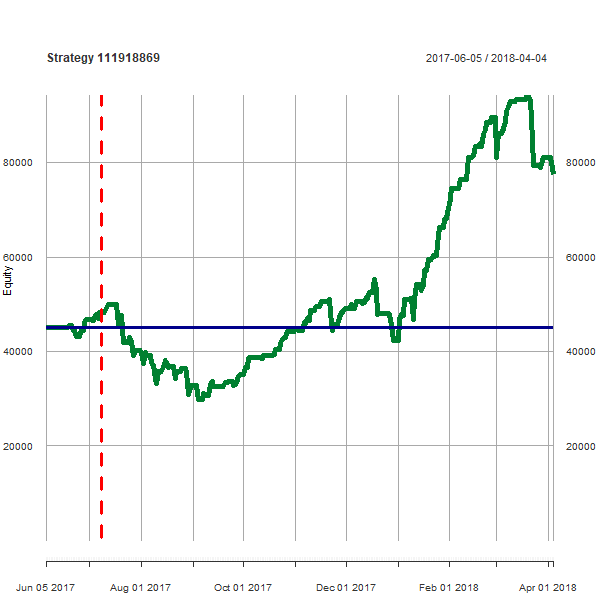 Strategy 111918869
2017-06-05 / 2018-04-04
80000
80000
60000
60000
Equity
40000
40000
20000
20000
Jun 05 2017
Aug 01 2017
Oct 01 2017
Dec 01 2017
Feb 01 2018
Apr 01 2018